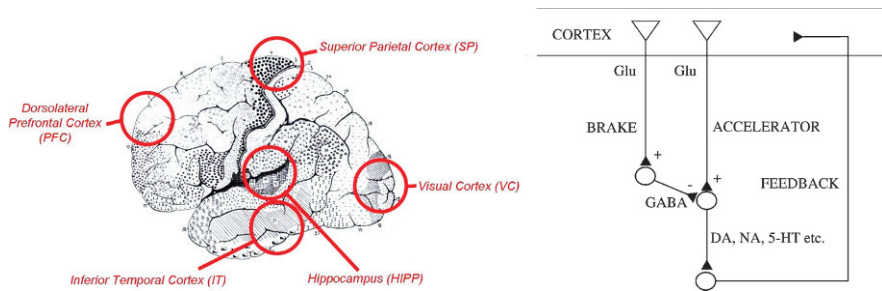 Superior Parietal Cortex (SP)
Dorsolateral
Prefrontal Cortex
(PFC)
Visual Cortex (VC)
Inferior Temporal Cortex (IT)
Hippocampus (HIPP)
CORTEX
Glu
Glu
BRAKE
ACCELERATOR
+
-
+
FEEDBACK
GABA
DA, NA, 5-HT etc.